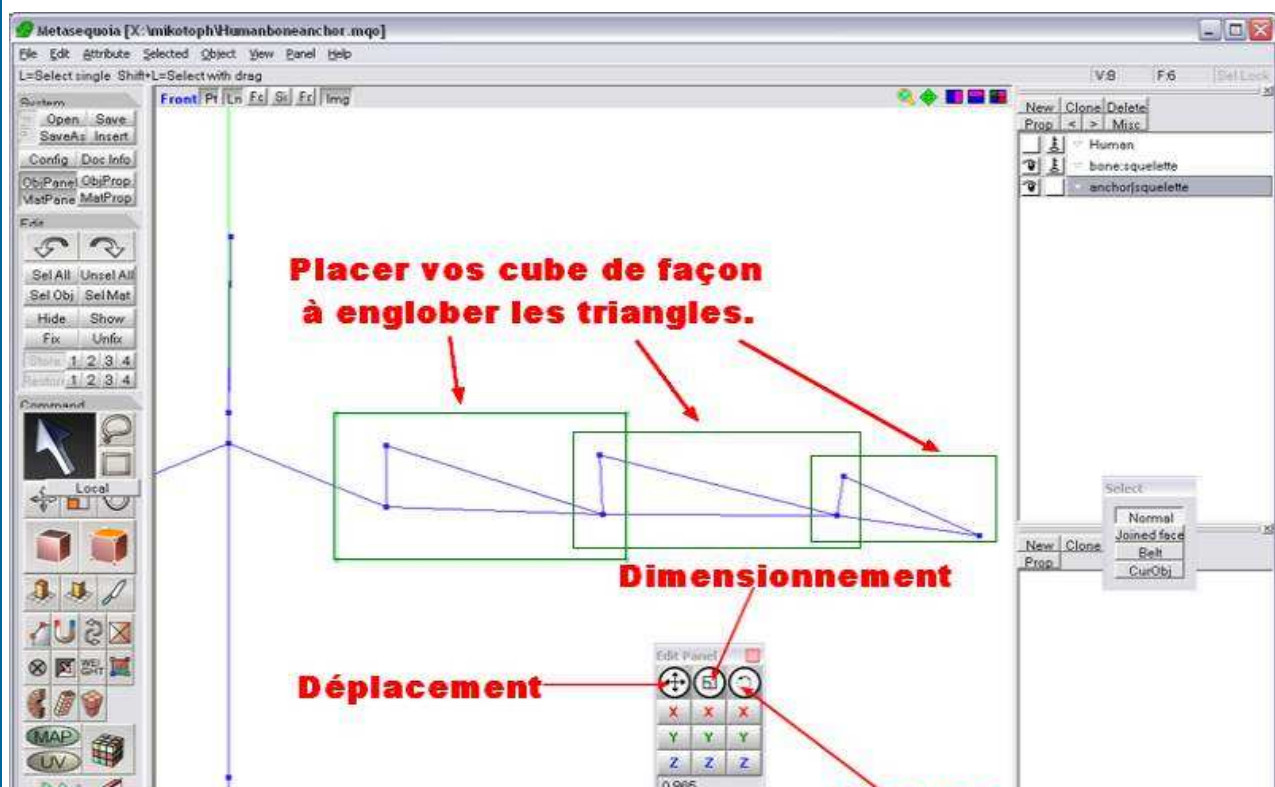 Metasequoia [X:\mikotoph\Humanboneanchor.mqo]
File Edit Attribute Selected Object View Panel Help
L=Select single Shift+L=Select with drag
V:8 F:6 Sel Lock
System
Open Save
SaveAs Insert
Config Doc Info
ObjPanel ObjProp
MatPane MatProp
Edit
Sel All Unsel All
Sel Obj Sel Mat
Hide Show
Fix Unfix
Store 1 2 3 4
Restore 1 2 3 4
Command
Local
WEI
GHT
MAP
UV
Front Pt Ln Fc Si Fr Img
New Clone Delete
Prop < > Misc
Human
bone:squelette
anchor|squelette
Placer vos cube de façon
à englober les triangles.
Select
Normal
Joined face
Belt
CurObj
New Clone
Prop
Dimensionnement
Déplacement
Edit Panel
X X X
Y Y Y
Z Z Z
0.965